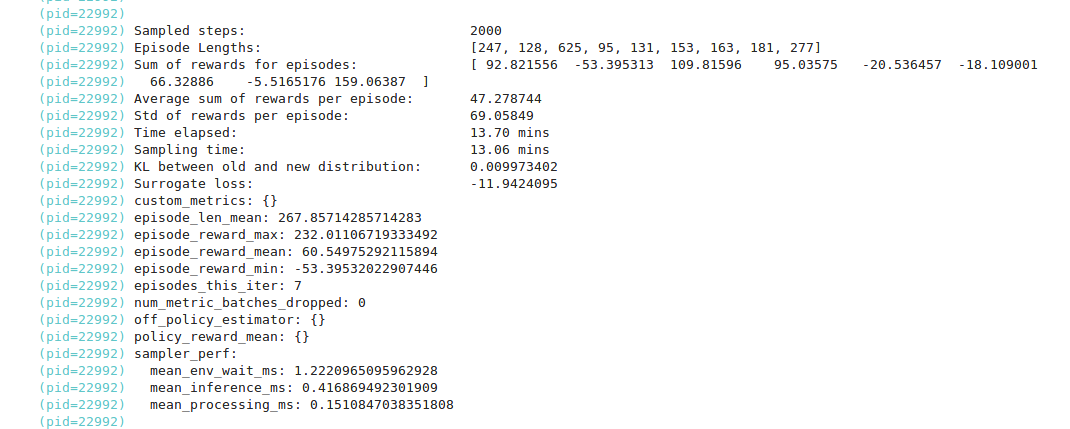 (pid=22992)
(pid=22992)
(pid=22992) Sampled steps: 2000
(pid=22992) Episode Lengths: [247, 128, 625, 95, 131, 153, 163, 181, 277]
(pid=22992) Sum of rewards for episodes: [ 92.821556 -53.395313 109.81596 95.03575 -20.536457 -18.109001
(pid=22992) 66.32886 -5.5165176 159.06387 ]
(pid=22992) Average sum of rewards per episode: 47.278744
(pid=22992) Std of rewards per episode: 69.05849
(pid=22992) Time elapsed: 13.70 mins
(pid=22992) Sampling time: 13.06 mins
(pid=22992) KL between old and new distribution: 0.009973402
(pid=22992) Surrogate loss: -11.9424095
(pid=22992) custom_metrics: {}
(pid=22992) episode_len_mean: 267.85714285714283
(pid=22992) episode_reward_max: 232.01106719333492
(pid=22992) episode_reward_mean: 60.54975292115894
(pid=22992) episode_reward_min: -53.39532022907446
(pid=22992) episodes_this_iter: 7
(pid=22992) num_metric_batches_dropped: 0
(pid=22992) off_policy_estimator: {}
(pid=22992) policy_reward_mean: {}
(pid=22992) sampler_perf:
(pid=22992) mean_env_wait_ms: 1.2220965095962928
(pid=22992) mean_inference_ms: 0.416869492301909
(pid=22992) mean_processing_ms: 0.1510847038351808
(pid=22992)